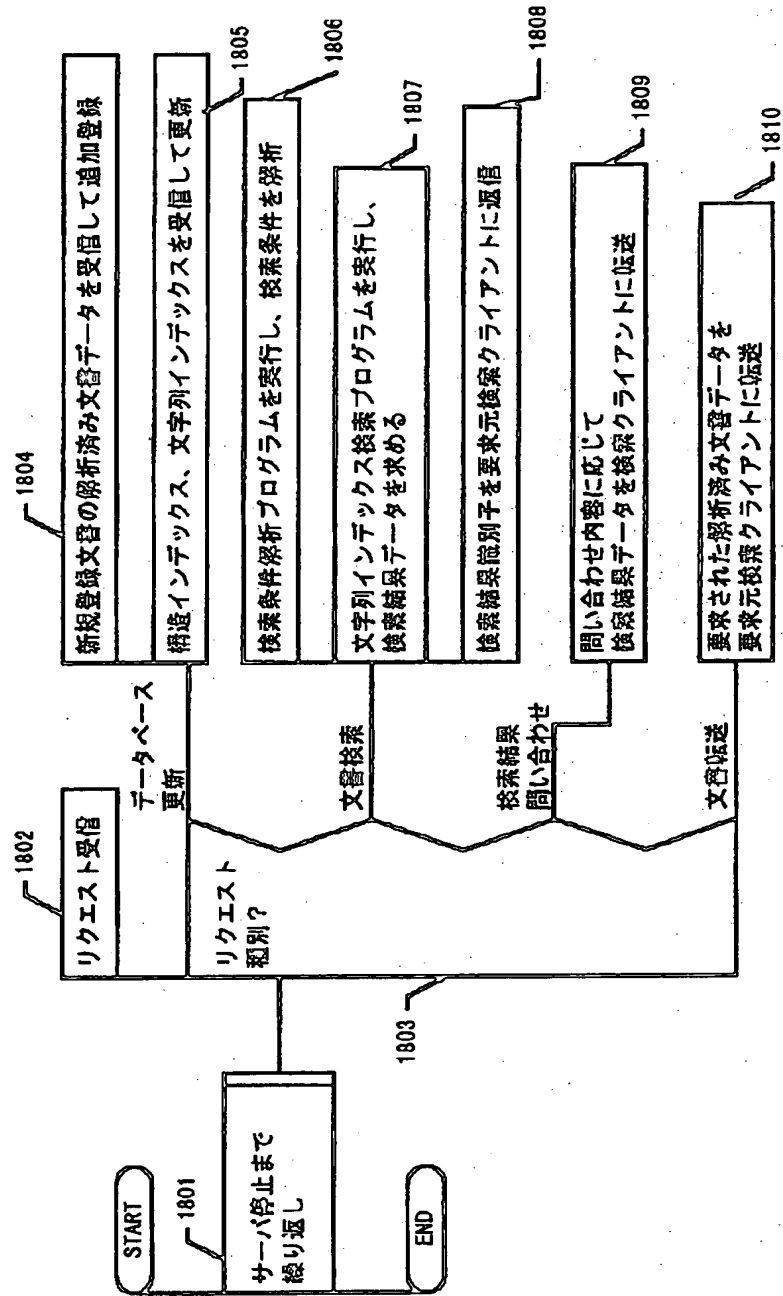 START
1801
サーバ停止まで
繰り返し
END
1802
リクエスト受信
1803
リクエスト
種別?
データベース
更新
1804
新規登録文書の解析済み文書データを受信して追加登録
1805
構造インデックス、文字列インデックスを受信して更新
文書検索
1806
検索条件解析プログラムを実行し、検索条件を解析
1807
文字列インデックス検索プログラムを実行し、
検索結果データを求める
1808
検索結果識別子を要求元検索クライアントに返信
検索結果
問い合わせ
1809
問い合わせ内容に応じて
検索結果データを検索クライアントに転送
文書転送
1810
要求された解析済み文書データを
要求元検索クライアントに転送